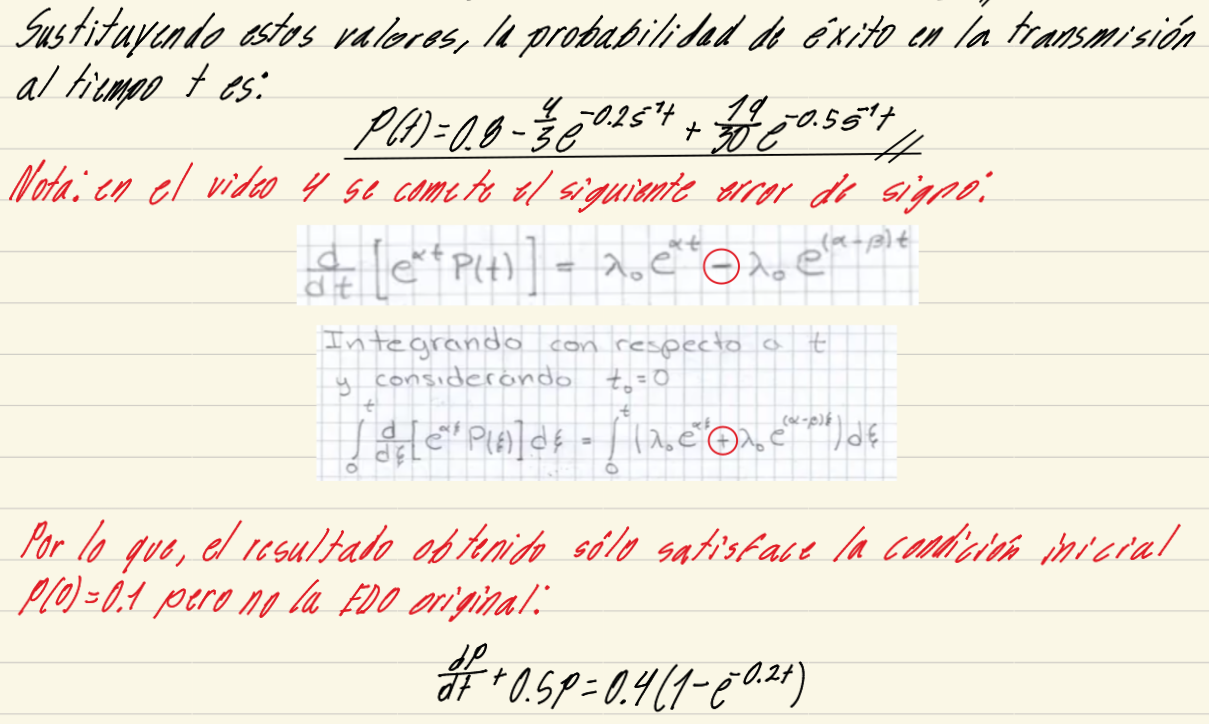 Sustituyendo estos valores, la probabilidad de éxito en la transmisión
al tiempo t es:
P(t)=0.8-4/3 e^{-0.2s^{-1}t} + 19/30 e^{-0.5s^{-1}t} //
Nota: en el video 4 se comete el siguiente error de signo:
d/dt [e^{αt} P(t)] = λ₀e^{αt} - λ₀e^{(α-β)t}
Integrando con respecto a t
y considerando t₀=0
∫₀ᵗ d/dξ [e^{αξ} P(ξ)] dξ = ∫₀ᵗ (λ₀e^{αξ} + λ₀e^{(α-β)ξ}) dξ
Por lo que, el resultado obtenido sólo satisface la condición inicial
P(0)=0.1 pero no la EDO original:
dP/dt + 0.5P = 0.4(1-e^{-0.2t})